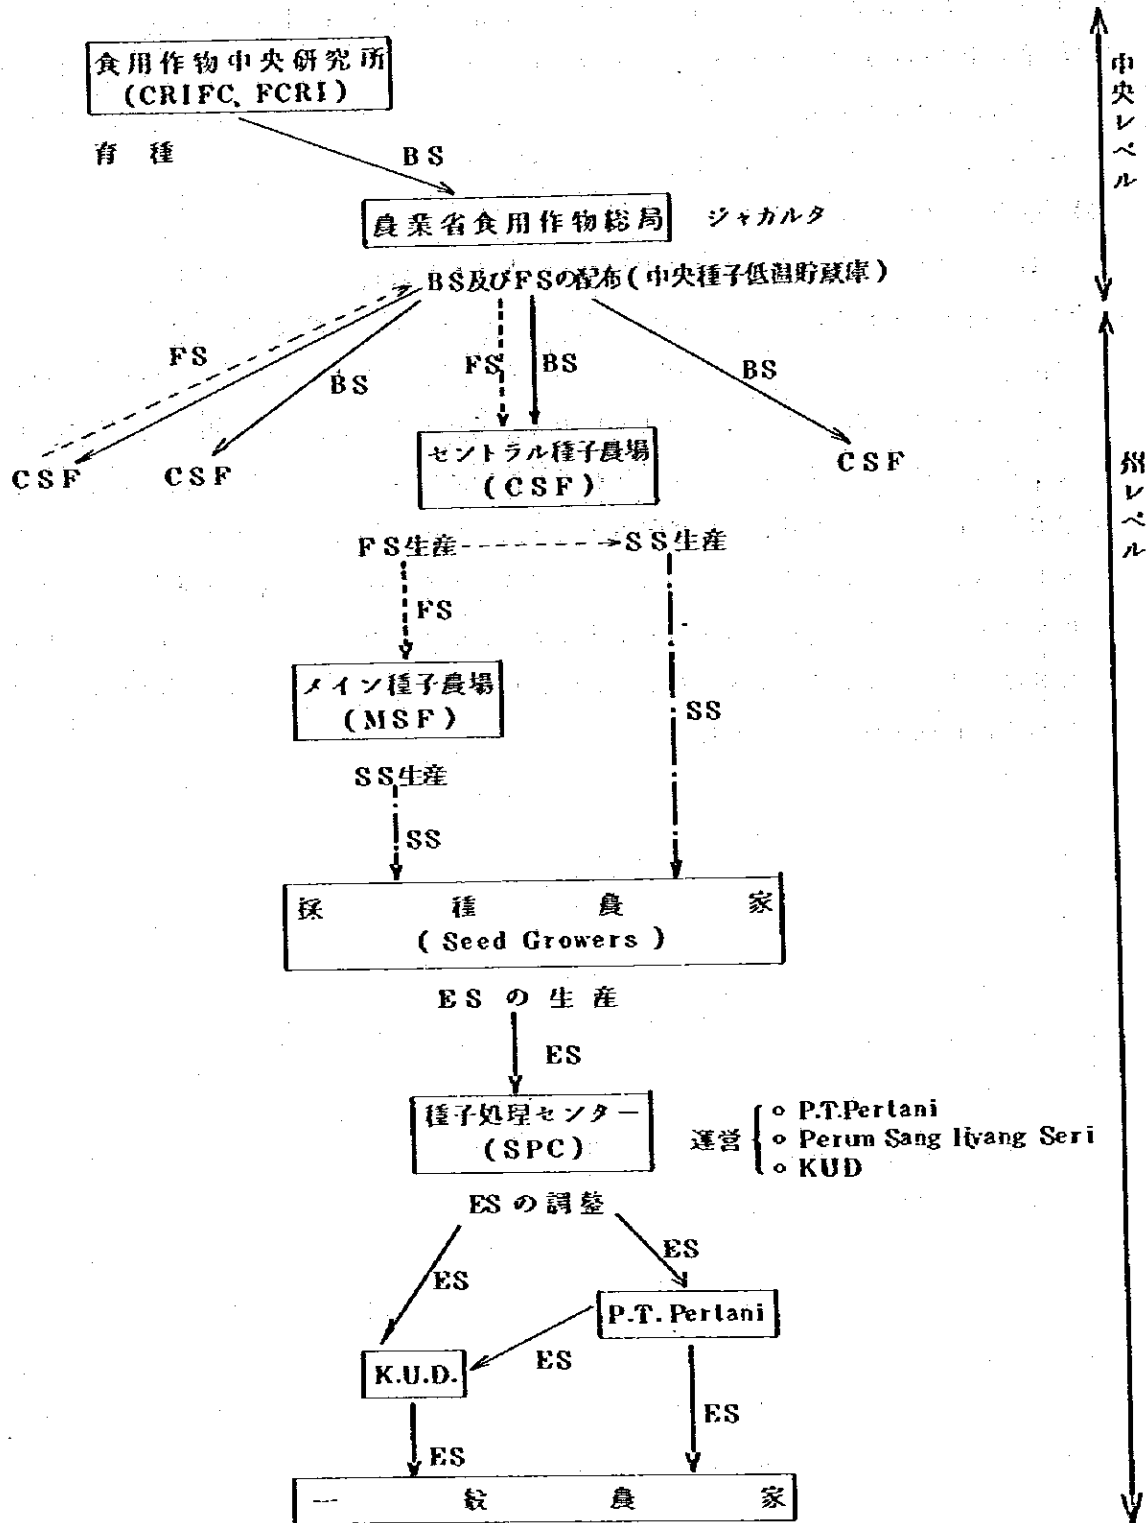 食用作物中央研究所
(CRIFC、FCRI)
育種
BS
農業省食用作物総局
ジャカルタ
BS及びFSの配布(中央種子低温貯蔵庫)
FS
BS
FS
BS
BS
CSF
CSF
セントラル種子農場
(CSF)
CSF
FS生産
SS生産
FS
メイン種子農場
(MSF)
SS
SS生産
SS
採種農家
(Seed Growers)
ESの生産
ES
種子処理センター
(SPC)
運営
P.T.Pertani
Perum Sang Hyang Seri
KUD
ESの調整
ES
ES
P.T.Pertani
ES
K.U.D.
ES
ES
一般農家
中央レベル
州レベル